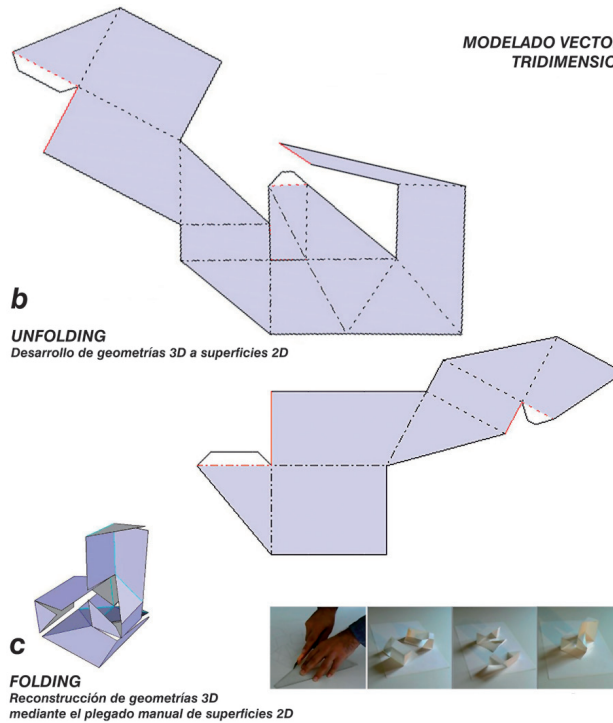 MODELADO VECTO
TRIDIMENSIO
b
UNFOLDING
Desarrollo de geometrías 3D a superficies 2D
c
FOLDING
Reconstrucción de geometrías 3D
mediante el plegado manual de superficies 2D